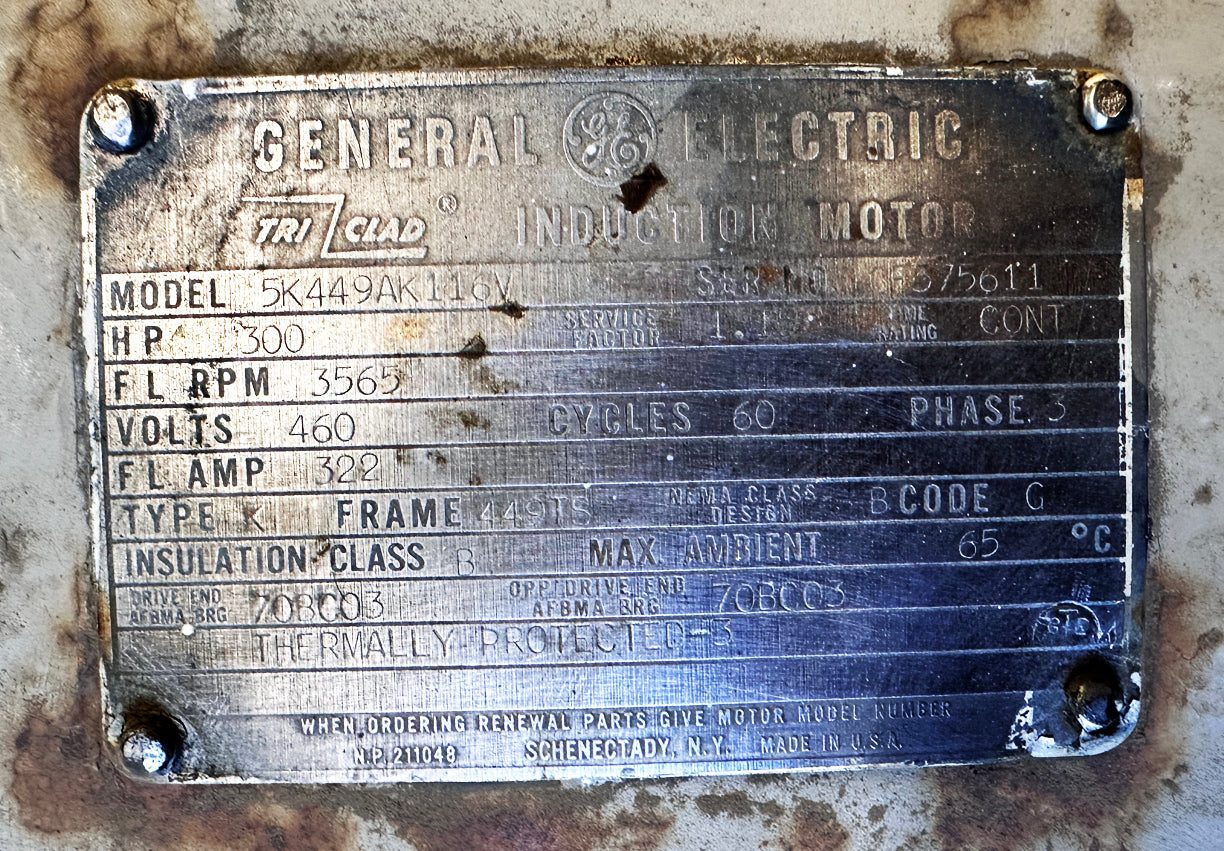 GENERAL GE ELECTRIC
TRI CLAD ® INDUCTION MOTOR
MODEL 5K449AK116V SER. NO.
HP 300 SERVICE FACTOR TIME RATING CONT
F L RPM 3565
VOLTS 460 CYCLES 60 PHASE 3
F L AMP 322
TYPE K FRAME 449TS NEMA CLASS DESIGN B CODE G
INSULATION CLASS B MAX. AMBIENT 65 °C
DRIVE END AFBMA BRG 70BC03 OPP DRIVE END AFBMA BRG 70BC03
THERMALLY PROTECTED-3
WHEN ORDERING RENEWAL PARTS GIVE MOTOR MODEL NUMBER
N.P. 211048 SCHENECTADY, N.Y. MADE IN U.S.A.